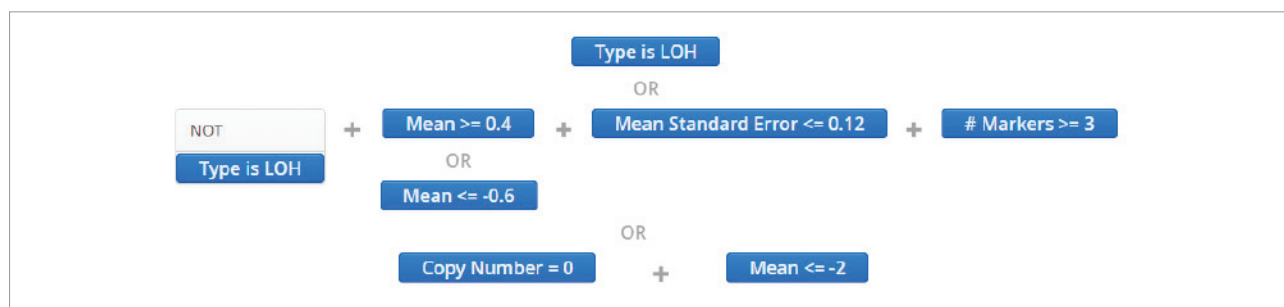 Type is LOH
OR
NOT + Mean >= 0.4 + Mean Standard Error <= 0.12 + # Markers >= 3
Type is LOH
OR
Mean <= -0.6
OR
Copy Number = 0 + Mean <= -2